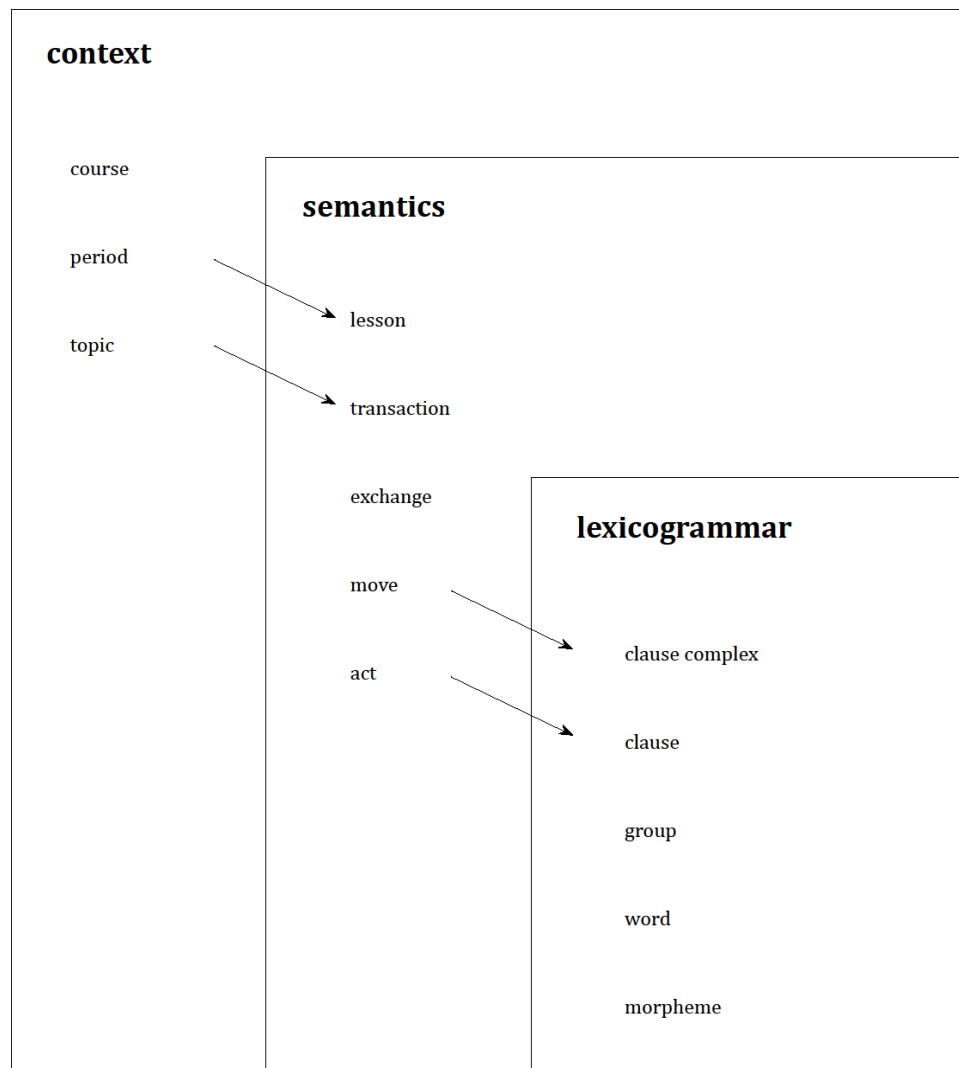 context
course
period
topic
semantics
lesson
transaction
exchange
move
act
lexicogrammar
clause complex
clause
group
word
morpheme